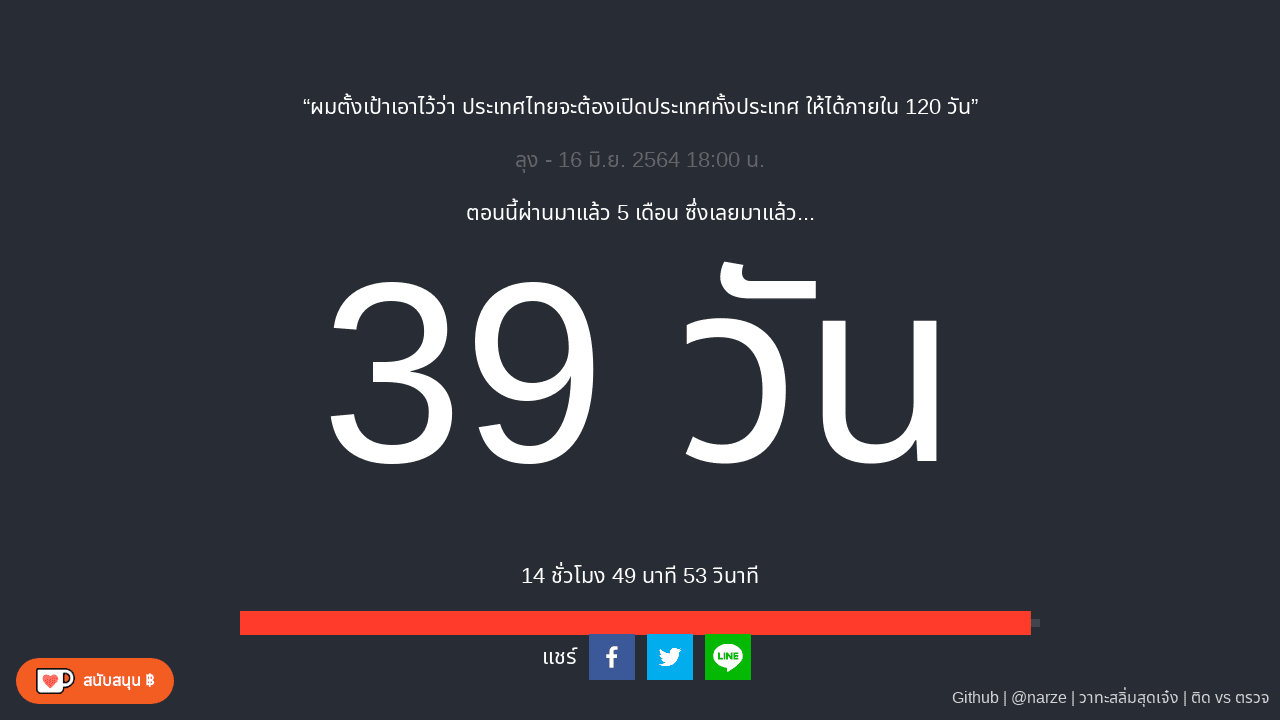 “ผมตั้งเป้าเอาไว้ว่า ประเทศไทยจะต้องเปิดประเทศทั้งประเทศ ให้ได้ภายใน 120 วัน”
ลุง - 16 มิ.ย. 2564 18:00 น.
ตอนนี้ผ่านมาแล้ว 5 เดือน ซึ่งเลยมาแล้ว...
39 วัน
14 ชั่วโมง 49 นาที 53 วินาที
แชร์ LINE
สนับสนุน ฿
Github | @narze | วาทะสลิ่มสุดเจ๋ง | ติด vs ตรวจ